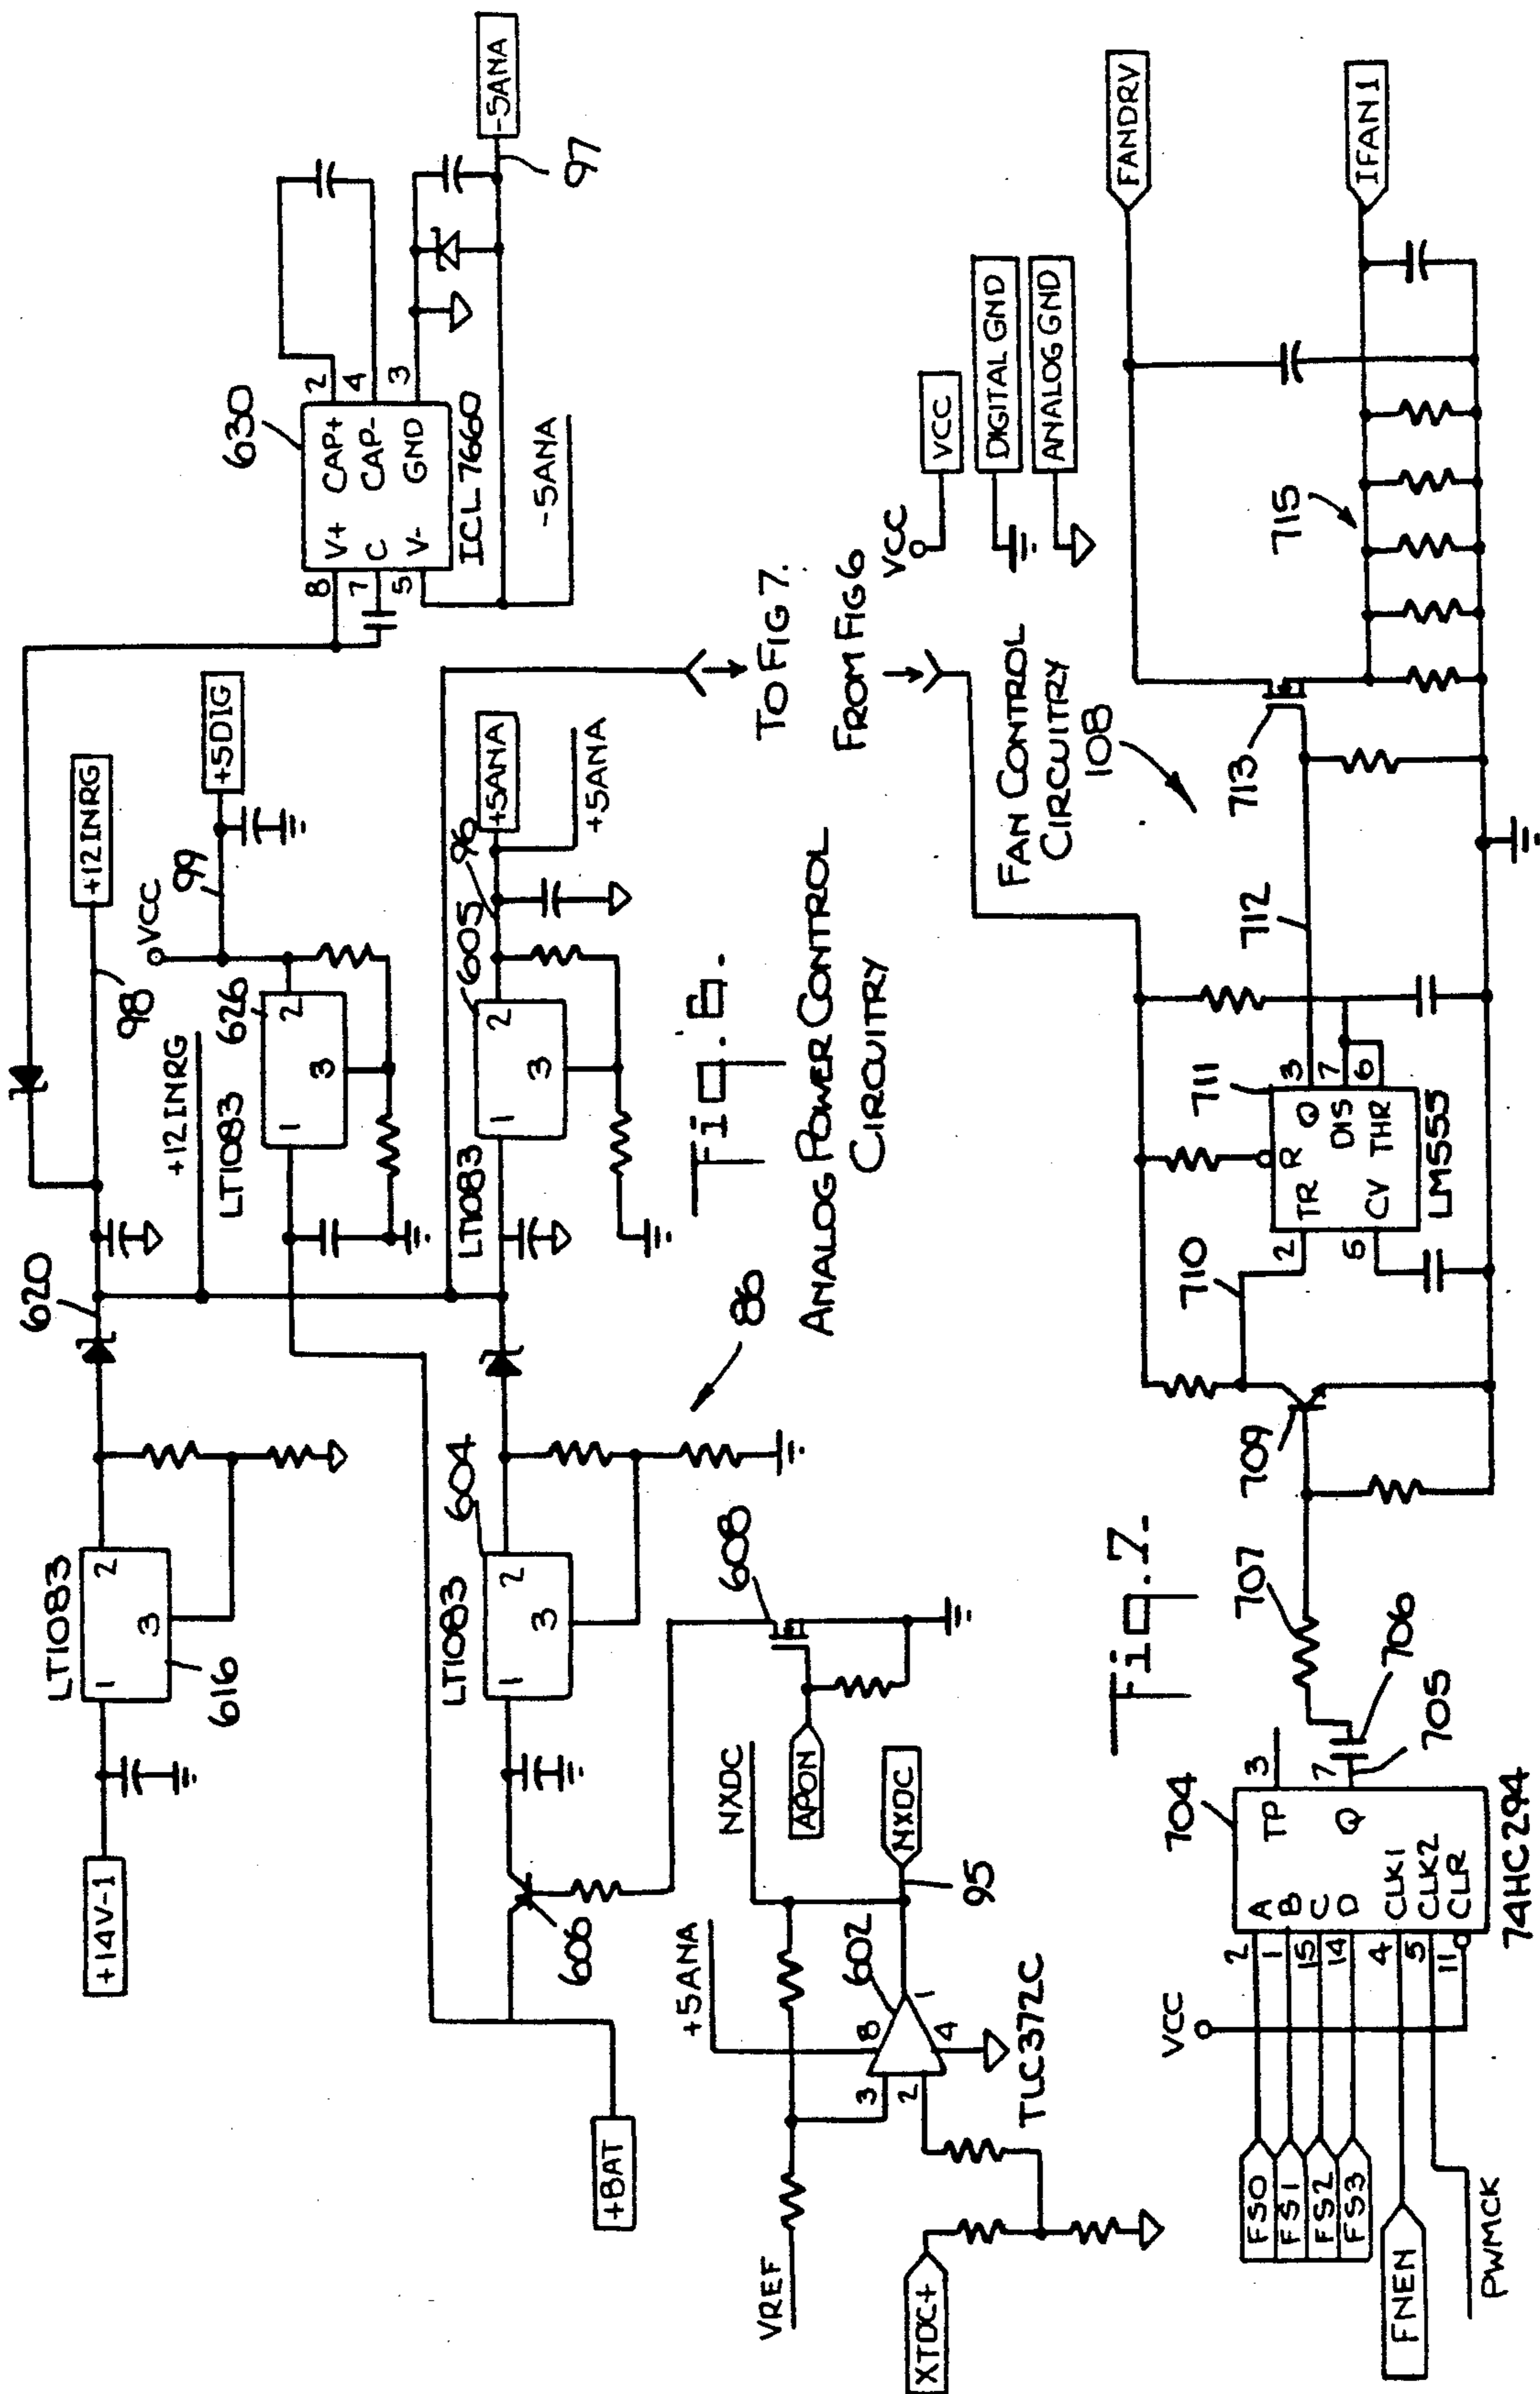 +14V-1
LT1083
1
2
3
616
620
+12INRG
98
+12INRG
VCC
99
+5DIG
LT1083
626
1
2
3
630
8
V+
CAP+
2
7
C
CAP-
4
5
V-
GND
3
ICL7660
-5ANA
97
-5ANA
+BAT
606
LT1083
604
1
2
3
86
LT1083
605
1
2
3
96
+5ANA
+5ANA
608
APON
NXDC
NXDC
95
+5ANA
602
8
3
2
1
4
TLC372C
VREF
XTDC+
Fig. 6.
ANALOG POWER CONTROL
CIRCUITRY
TO FIG 7.
FROM FIG 6
VCC
VCC
DIGITAL GND
ANALOG GND
Fig. 7.
FAN CONTROL
CIRCUITRY
108
FS0
FS1
FS2
FS3
FNEN
PWMCK
VCC
704
2
A
TP
3
1
B
15
C
Q
7
14
D
4
CLK1
5
CLK2
11
CLR
74HC294
705
706
707
709
710
711
2
TR
R
Q
3
DIS
7
5
CV
THR
6
LM555
712
713
715
FANDRV
IFAN1